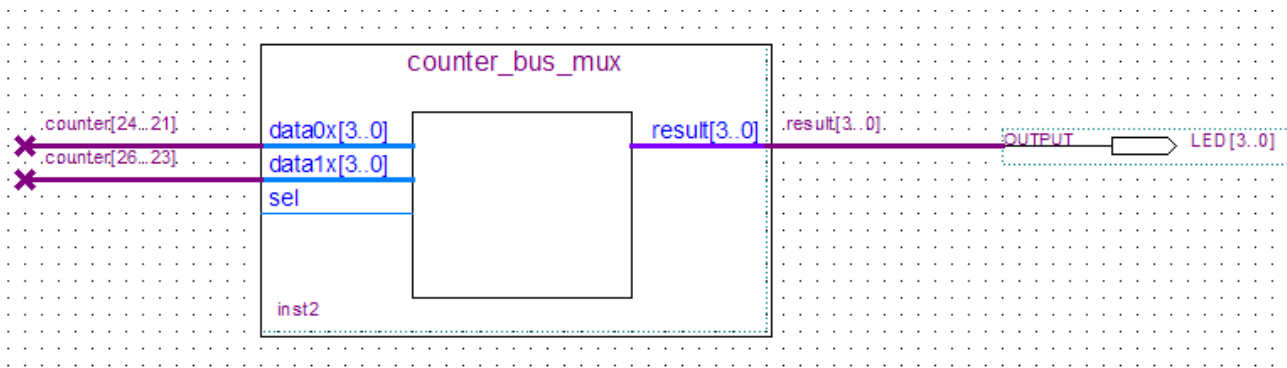 counter_bus_mux
counter[24...21]
data0x[3..0]
result[3..0]
result[3..0]
OUTPUT
LED[3..0]
counter[26...23]
data1x[3..0]
sel
inst2